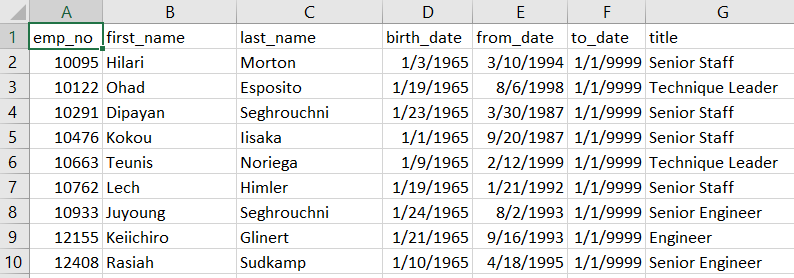 A B C D E F G
1 emp_no first_name last_name birth_date from_date to_date title
2 10095 Hilari Morton 1/3/1965 3/10/1994 1/1/9999 Senior Staff
3 10122 Ohad Esposito 1/19/1965 8/6/1998 1/1/9999 Technique Leader
4 10291 Dipayan Seghrouchni 1/23/1965 3/30/1987 1/1/9999 Senior Staff
5 10476 Kokou Iisaka 1/1/1965 9/20/1987 1/1/9999 Senior Staff
6 10663 Teunis Noriega 1/9/1965 2/12/1999 1/1/9999 Technique Leader
7 10762 Lech Himler 1/19/1965 1/21/1992 1/1/9999 Senior Staff
8 10933 Juyoung Seghrouchni 1/24/1965 8/2/1993 1/1/9999 Senior Engineer
9 12155 Keiichiro Glinert 1/21/1965 9/16/1993 1/1/9999 Engineer
10 12408 Rasiah Sudkamp 1/10/1965 4/18/1995 1/1/9999 Senior Engineer